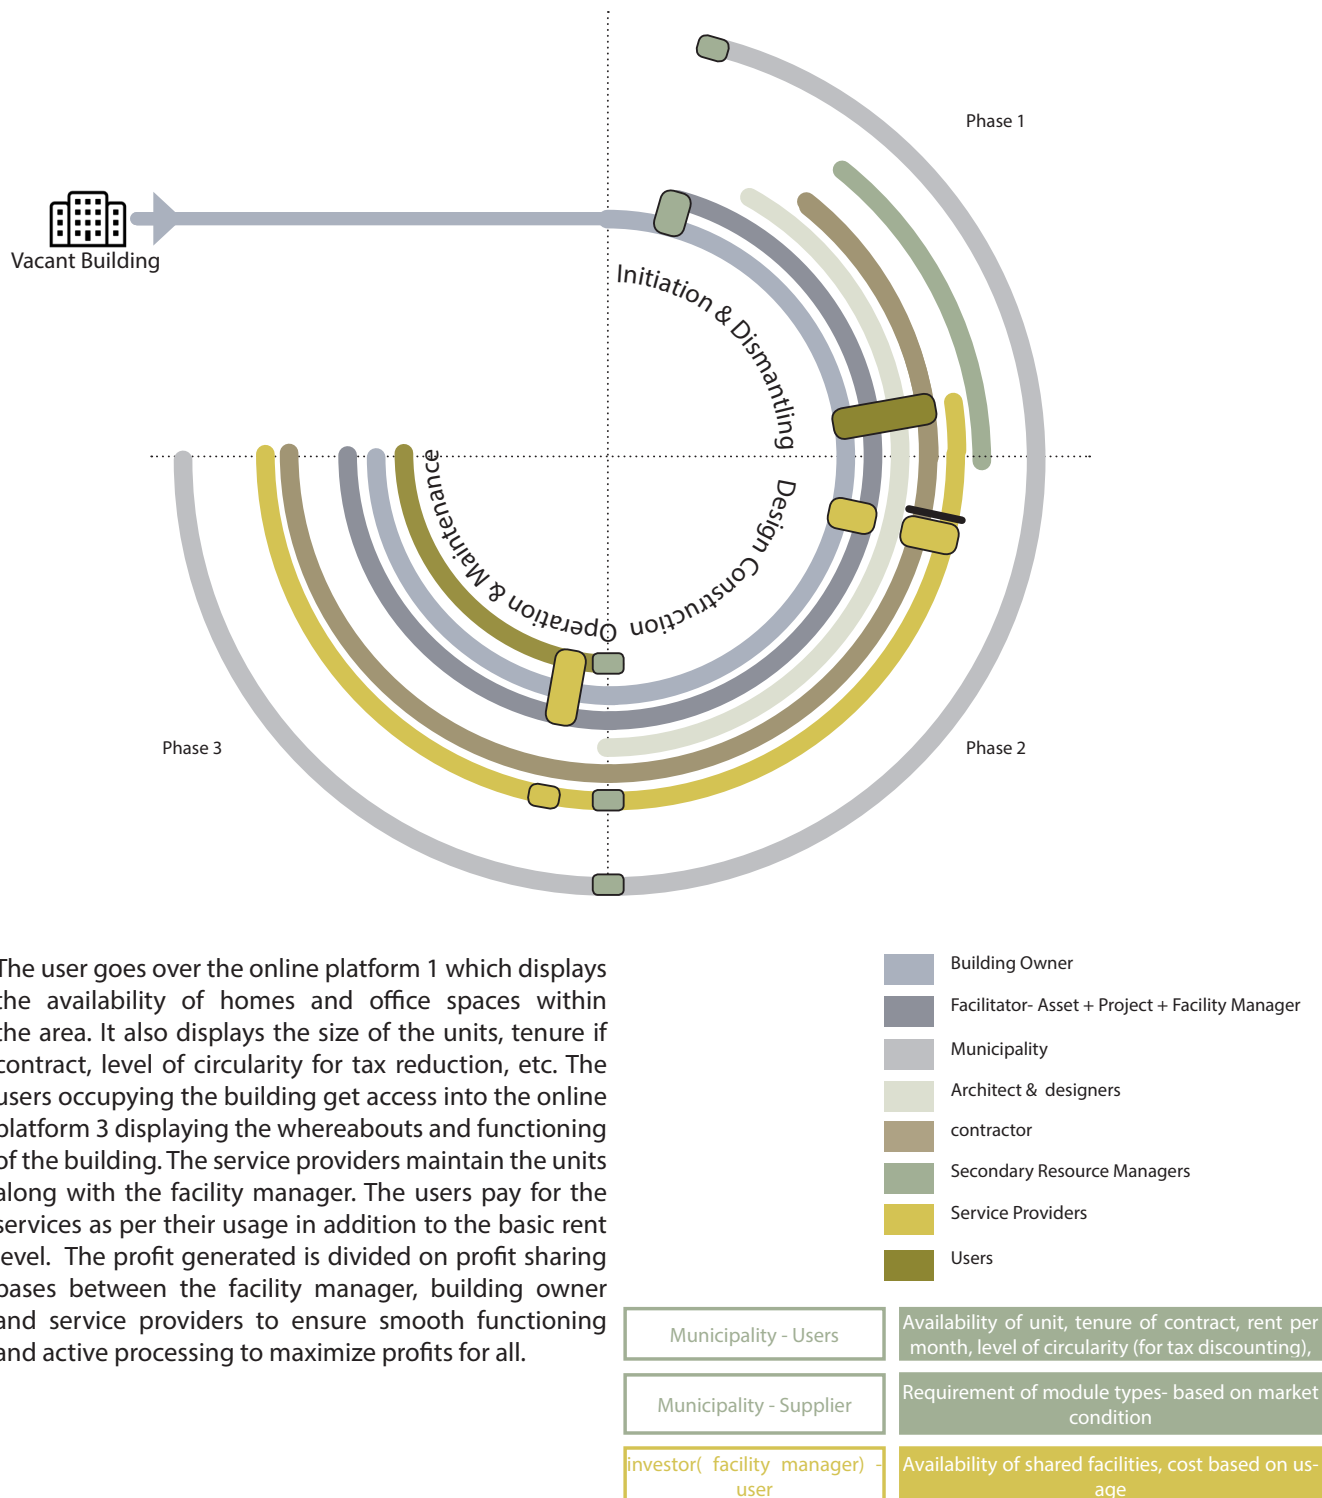 Phase 1
Vacant Building
Initiation & Dismantling
Design Construction
Operation & Maintenance
Phase 3
Phase 2
The user goes over the online platform 1 which displays
the availability of homes and office spaces within
the area. It also displays the size of the units, tenure if
contract, level of circularity for tax reduction, etc. The
users occupying the building get access into the online
platform 3 displaying the whereabouts and functioning
of the building. The service providers maintain the units
along with the facility manager. The users pay for the
services as per their usage in addition to the basic rent
level. The profit generated is divided on profit sharing
bases between the facility manager, building owner
and service providers to ensure smooth functioning
and active processing to maximize profits for all.
Building Owner
Facilitator- Asset + Project + Facility Manager
Municipality
Architect & designers
contractor
Secondary Resource Managers
Service Providers
Users
Municipality - Users
Availability of unit, tenure of contract, rent per
month, level of circularity (for tax discounting),
Municipality - Supplier
Requirement of module types- based on market
condition
investor( facility manager) -
user
Availability of shared facilities, cost based on us-
age